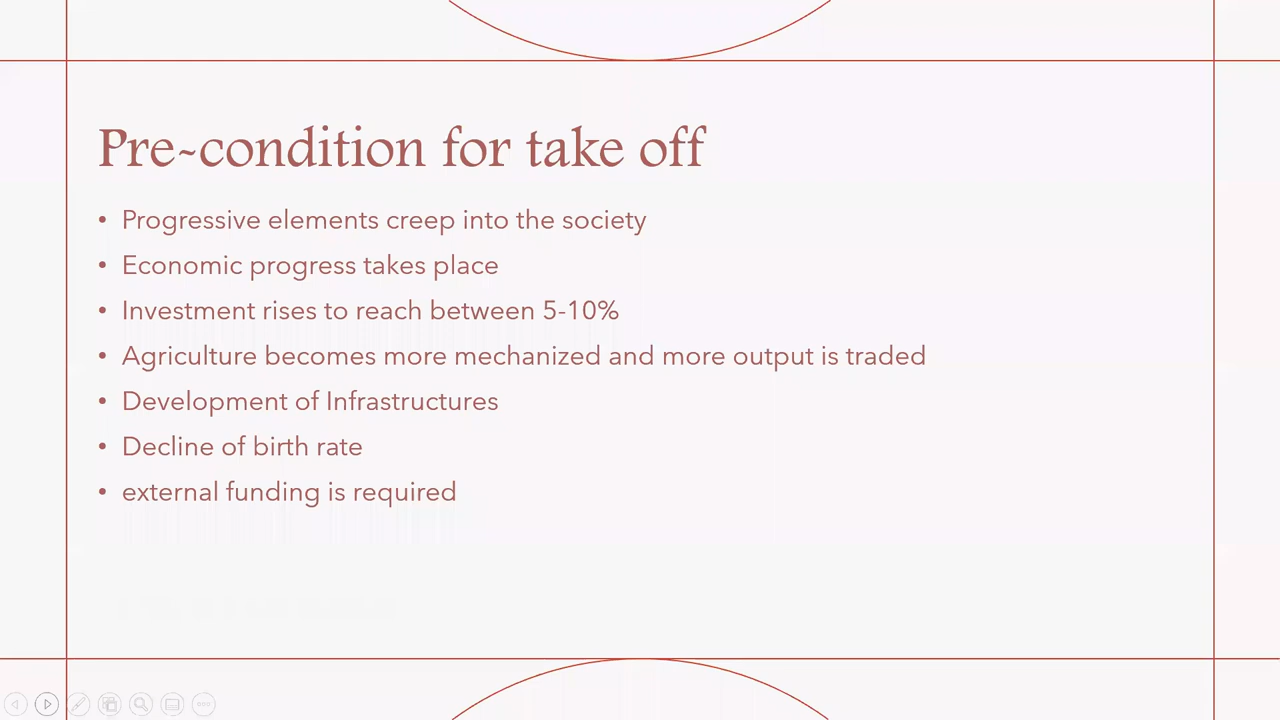 Pre-condition for take off
• Progressive elements creep into the society
• Economic progress takes place
• Investment rises to reach between 5-10%
• Agriculture becomes more mechanized and more output is traded
• Development of Infrastructures
• Decline of birth rate
• external funding is required